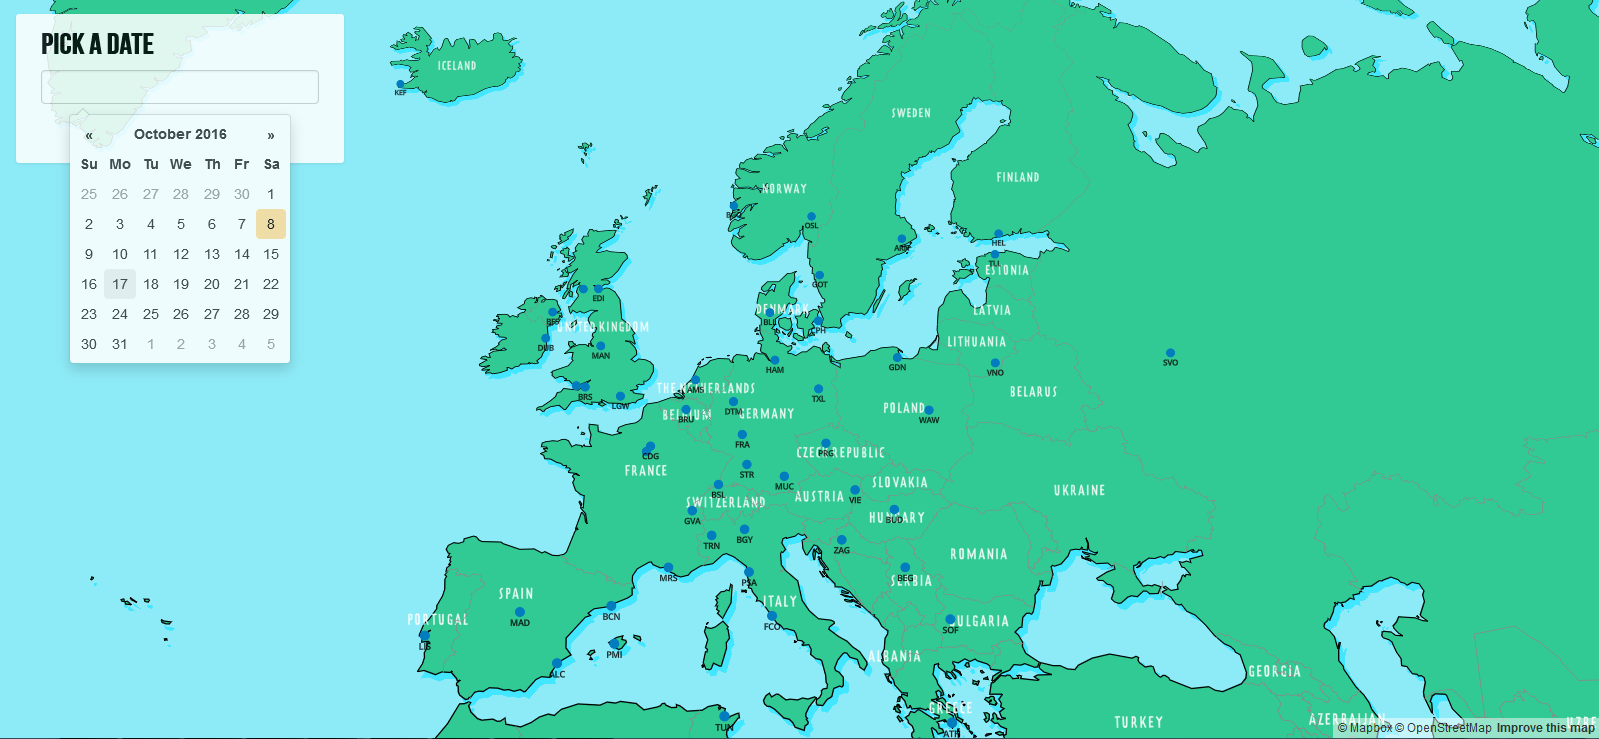 PICK A DATE
« October 2016 »
Su Mo Tu We Th Fr Sa
25 26 27 28 29 30 1
2 3 4 5 6 7 8
9 10 11 12 13 14 15
16 17 18 19 20 21 22
23 24 25 26 27 28 29
30 31 1 2 3 4 5
ICELAND
KEF
SWEDEN
FINLAND
NORWAY
OSL
ARN
HEL
TLL
ESTONIA
GOT
EDI
DENMARK
BLL
CPH
LATVIA
BFS
UNITED KINGDOM
DUB
MAN
LITHUANIA
HAM
GDN
VNO
SVO
THE NETHERLANDS
AMS
BRS
LGW
TXL
BELARUS
DTM
GERMANY
BELGIUM
BRU
POLAND
WAW
FRA
CDG
CZECH REPUBLIC
PRG
FRANCE
STR
MUC
SLOVAKIA
UKRAINE
BSL
SWITZERLAND
AUSTRIA
VIE
GVA
HUNGARY
BUD
TRN
BGY
ZAG
ROMANIA
MRS
PSA
BEG
SERBIA
SPAIN
ITALY
PORTUGAL
MAD
BCN
FCO
SOF
BULGARIA
LIS
PMI
ALBANIA
ALC
GEORGIA
GREECE
TUN
ATH
TURKEY
AZERBAIJAN
© Mapbox © OpenStreetMap Improve this map